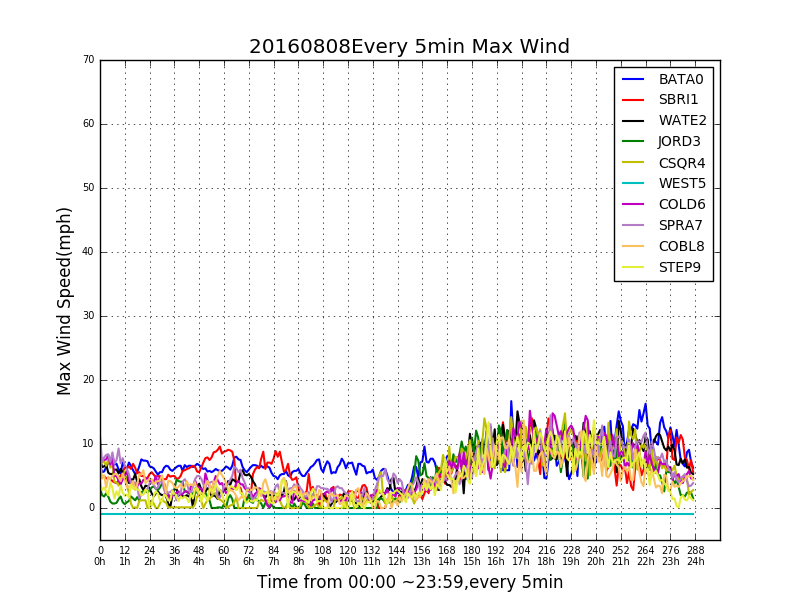 20160808Every 5min Max Wind
70
60
50
40
30
20
10
0
Max Wind Speed(mph)
BATA0
SBRI1
WATE2
JORD3
CSQR4
WEST5
COLD6
SPRA7
COBL8
STEP9
0 12 24 36 48 60 72 84 96 108 120 132 144 156 168 180 192 204 216 228 240 252 264 276 288
0h 1h 2h 3h 4h 5h 6h 7h 8h 9h 10h 11h 12h 13h 14h 15h 16h 17h 18h 19h 20h 21h 22h 23h 24h
Time from 00:00 ~23:59,every 5min